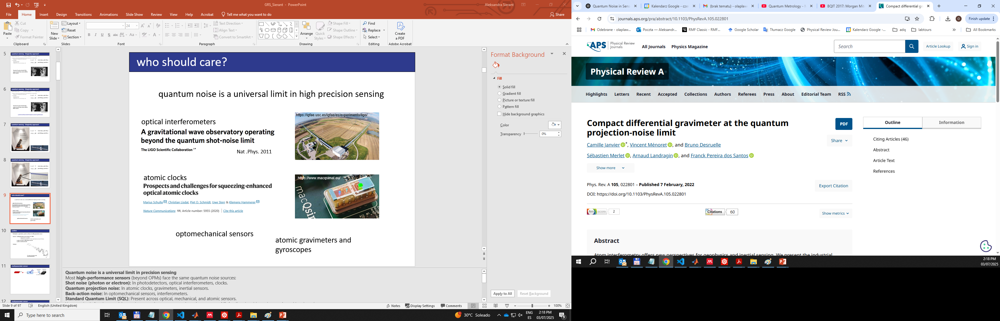 GRS_Sierant - PowerPoint
Aleksandra Sierant
File Home Insert Design Transitions Animations Slide Show Review View Help Acrobat Tell me what you want to do
Share
Paste
Cut
Copy
Format Painter
Clipboard
New
Slide
Layout
Reset
Section
Slides
24
B I U S abc AV Aa A
Font
Text Direction
Align Text
Convert to SmartArt
Paragraph
Arrange
Quick
Styles
Shape Fill
Shape Outline
Shape Effects
Drawing
Find
Replace
Select
Editing
Create
a PDF
Adobe Acrobat
5
6
7
8
9
10
11
12
who should care?
quantum noise is a universal limit in high precision sensing
optical interferometers
A gravitational wave observatory operating
beyond the quantum shot-noise limit
The LIGO Scientific Collaboration †*
Nat .Phys. 2011
https://igfae.usc.es/igfae/es/experimento/ligo/
atomic clocks
Prospects and challenges for squeezing-enhanced
optical atomic clocks
Marius Schulte, Christian Lisdat, Piet O. Schmidt, Uwe Sterr & Klemens Hammerer
Nature Communications 11, Article number: 5955 (2020) | Cite this article
https://www.macqsimal.eu/
macQsim
optomechanical sensors
atomic gravimeters and
gyroscopes
Quantum noise is a universal limit in precision sensing
Most high-performance sensors (beyond OPMs) face the same quantum noise sources:
Shot noise (photon or electron): In photodetectors, optical interferometers, clocks.
Quantum projection noise: In atomic clocks, gravimeters, inertial sensors.
Back-action noise: In optomechanical sensors, interferometers.
Standard Quantum Limit (SQL): Present across optical, mechanical, and atomic sensors.
Format Background
Fill
Solid fill
Gradient fill
Picture or texture fill
Pattern fill
Hide background graphics
Color
Transparency
0%
Apply to All
Reset Background
Slide 9 of 97
English (United Kingdom)
Notes
Display Settings
Comments
100%
Type here to search
30°C Soleado
ENG
ES
2:18 PM
03/07/2025
9
Quantum Noise in Sens
Kalendarz Google - cze
(brak tematu) - olaplaw
Quantum Metrology -
BQIT 2017: Morgan Mit
Compact differential gr
journals.aps.org/pra/abstract/10.1103/PhysRevA.105.022801
Finish update
Odebrane - olaplaw...
Poczta — Aleksandr...
RMF Classic - RMF...
Google Scholar
Tłumacz Google
Physical Review Jou...
Kalendarz Google -...
adq
labtours
All Bookmarks
APS
Physical Review
Journals
All Journals
Physics Magazine
Search
Article Lookup
Sign in
Physical Review A
Highlights Letters Recent Accepted Collections Authors Referees Press About Editorial Team RSS
Compact differential gravimeter at the quantum
projection-noise limit
Camille Janvier*, Vincent Ménoret, and Bruno Desruelle
Sébastien Merlet, Arnaud Landragin, and Franck Pereira dos Santos
Show more
PDF
Share
Outline
Information
Citing Articles (46)
Abstract
Article Text
References
Phys. Rev. A 105, 022801 – Published 7 February, 2022
DOI: https://doi.org/10.1103/PhysRevA.105.022801
Export Citation
Am score 2
Citations 60
Show metrics
Abstract
Atom interferometry offers new perspectives for geophysics and inertial sensing. We present the industrial
2:18 PM
03/07/2025